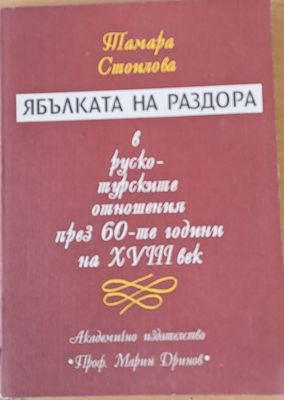 Тамара
Стоилова
ЯБЪЛКАТА НА РАЗДОРА
в
руско-
турските
отношения
през 60-те години
на XVIII век
Академично издателство
•Проф. Марин Дринов•